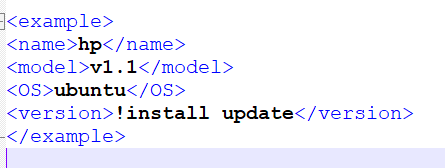 <example>
<name>hp</name>
<model>v1.1</model>
<OS>ubuntu</OS>
<version>!install update</version>
</example>